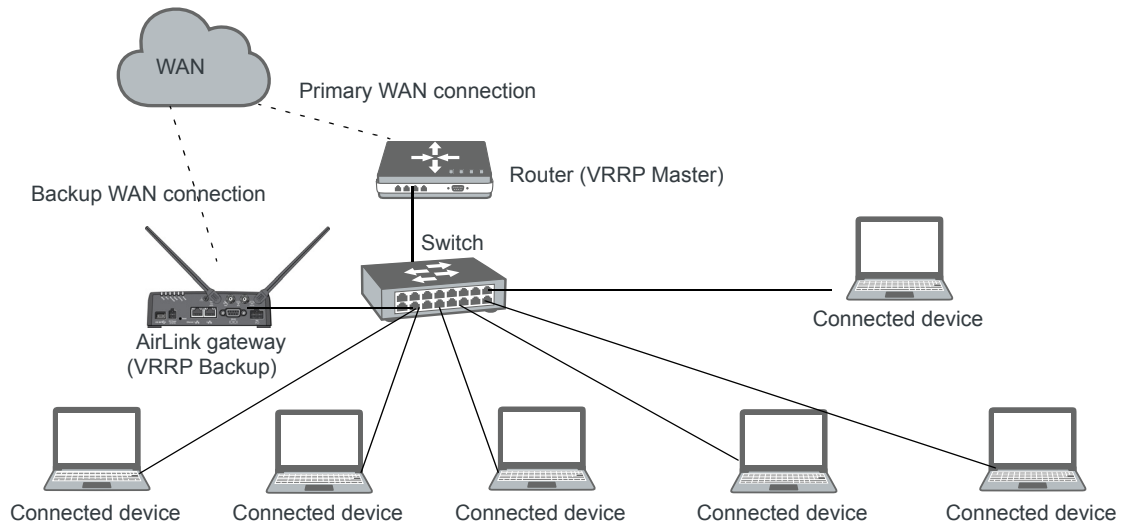 WAN
Primary WAN connection
Router (VRRP Master)
Backup WAN connection
Switch
Connected device
AirLink gateway
(VRRP Backup)
Connected device
Connected device
Connected device
Connected device
Connected device